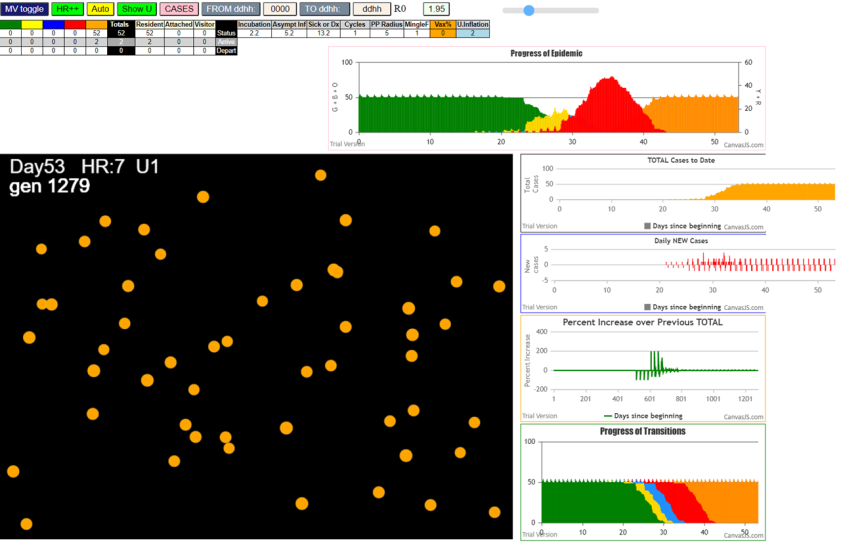 MV toggle HR++ Auto Show U CASES FROM ddhh: 0000 TO ddhh: ddhh R0 1.95
Totals Resident Attached Visitor Incubation Asympt Inf Sick or Dx Cycles PP Radius MingleF Vax% U.Inflation
0 0 0 0 52 52 52 0 0 Status 2.2 5.2 13.2 1 5 1 0 2
0 0 0 0 2 2 2 0 0 Arrive
0 0 0 Depart
Progress of Epidemic
100
50
0
G + B + O
60
40
20
0
Y + R
0 10 20 30 40 50
Trial Version CanvasJS.com
Day53 HR:7 U1
gen 1279
TOTAL Cases to Date
Total Cases
100
50
0
0 10 20 30 40 50
Days since beginning
Trial Version CanvasJS.com
Daily NEW Cases
New cases
5
0
-5
0 10 20 30 40 50
Days since beginning
Trial Version CanvasJS.com
Percent Increase over Previous TOTAL
Percent Increase
400
200
0
-200
1 201 401 601 801 1001 1201
Days since beginning
Trial Version CanvasJS.com
Progress of Transitions
100
50
0
0 10 20 30 40 50
Trial Version CanvasJS.com